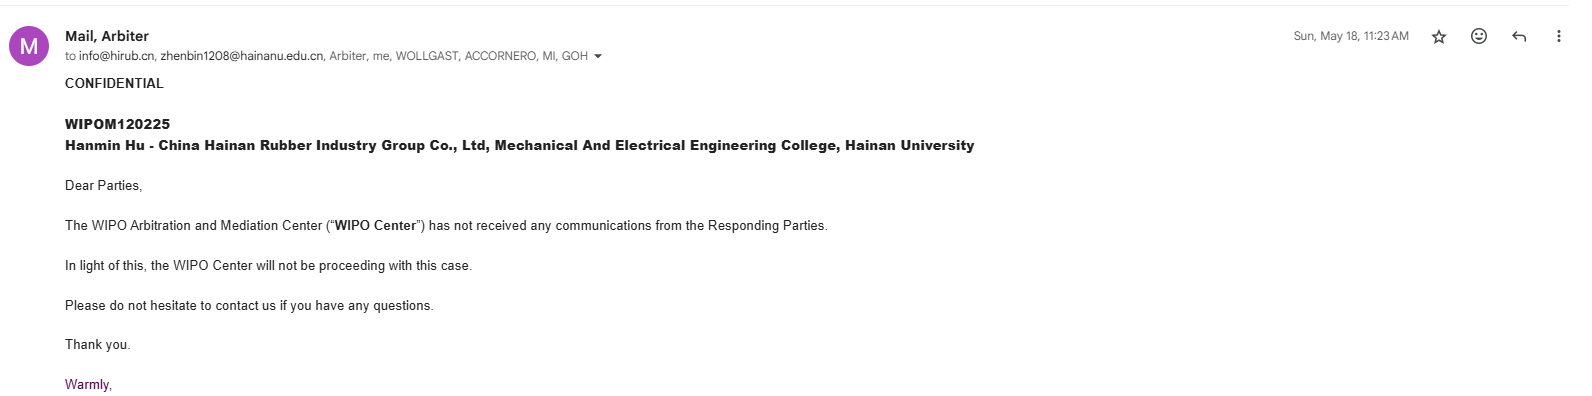 Mail, Arbiter
Sun, May 18, 11:23 AM
to info@hirub.cn, zhenbin1208@hainanu.edu.cn, Arbiter, me, WOLLGAST, ACCORNERO, MI, GOH
M
CONFIDENTIAL
WIPOM120225
Hanmin Hu - China Hainan Rubber Industry Group Co., Ltd, Mechanical And Electrical Engineering College, Hainan University
Dear Parties,
The WIPO Arbitration and Mediation Center (“WIPO Center”) has not received any communications from the Responding Parties.
In light of this, the WIPO Center will not be proceeding with this case.
Please do not hesitate to contact us if you have any questions.
Thank you.
Warmly,